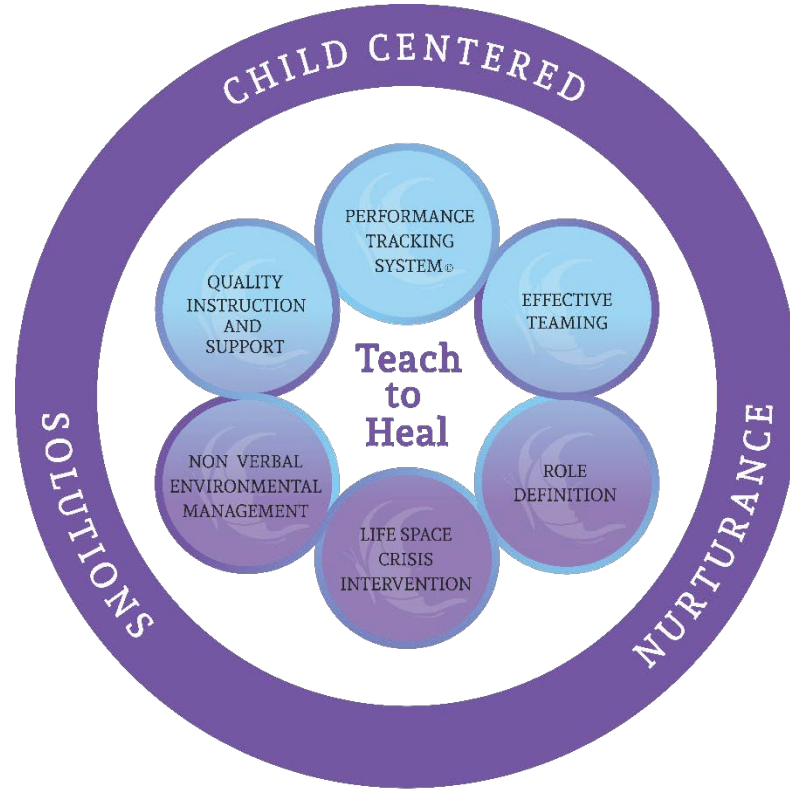 CHILD CENTERED
PERFORMANCE
TRACKING
SYSTEM©
QUALITY
INSTRUCTION
AND
SUPPORT
EFFECTIVE
TEAMING
Teach
to
Heal
NON VERBAL
ENVIRONMENTAL
MANAGEMENT
ROLE
DEFINITION
LIFE SPACE
CRISIS
INTERVENTION
SOLUTIONS
NURTURANCE